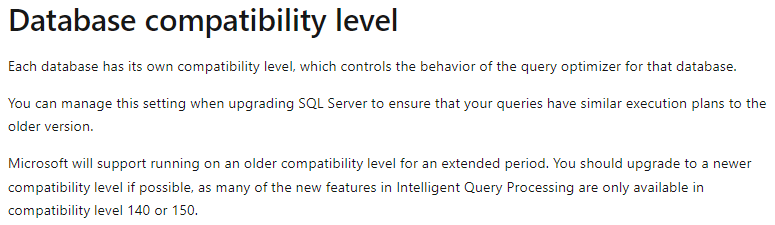 Database compatibility level
Each database has its own compatibility level, which controls the behavior of the query optimizer for that database.
You can manage this setting when upgrading SQL Server to ensure that your queries have similar execution plans to the
older version.
Microsoft will support running on an older compatibility level for an extended period. You should upgrade to a newer
compatibility level if possible, as many of the new features in Intelligent Query Processing are only available in
compatibility level 140 or 150.